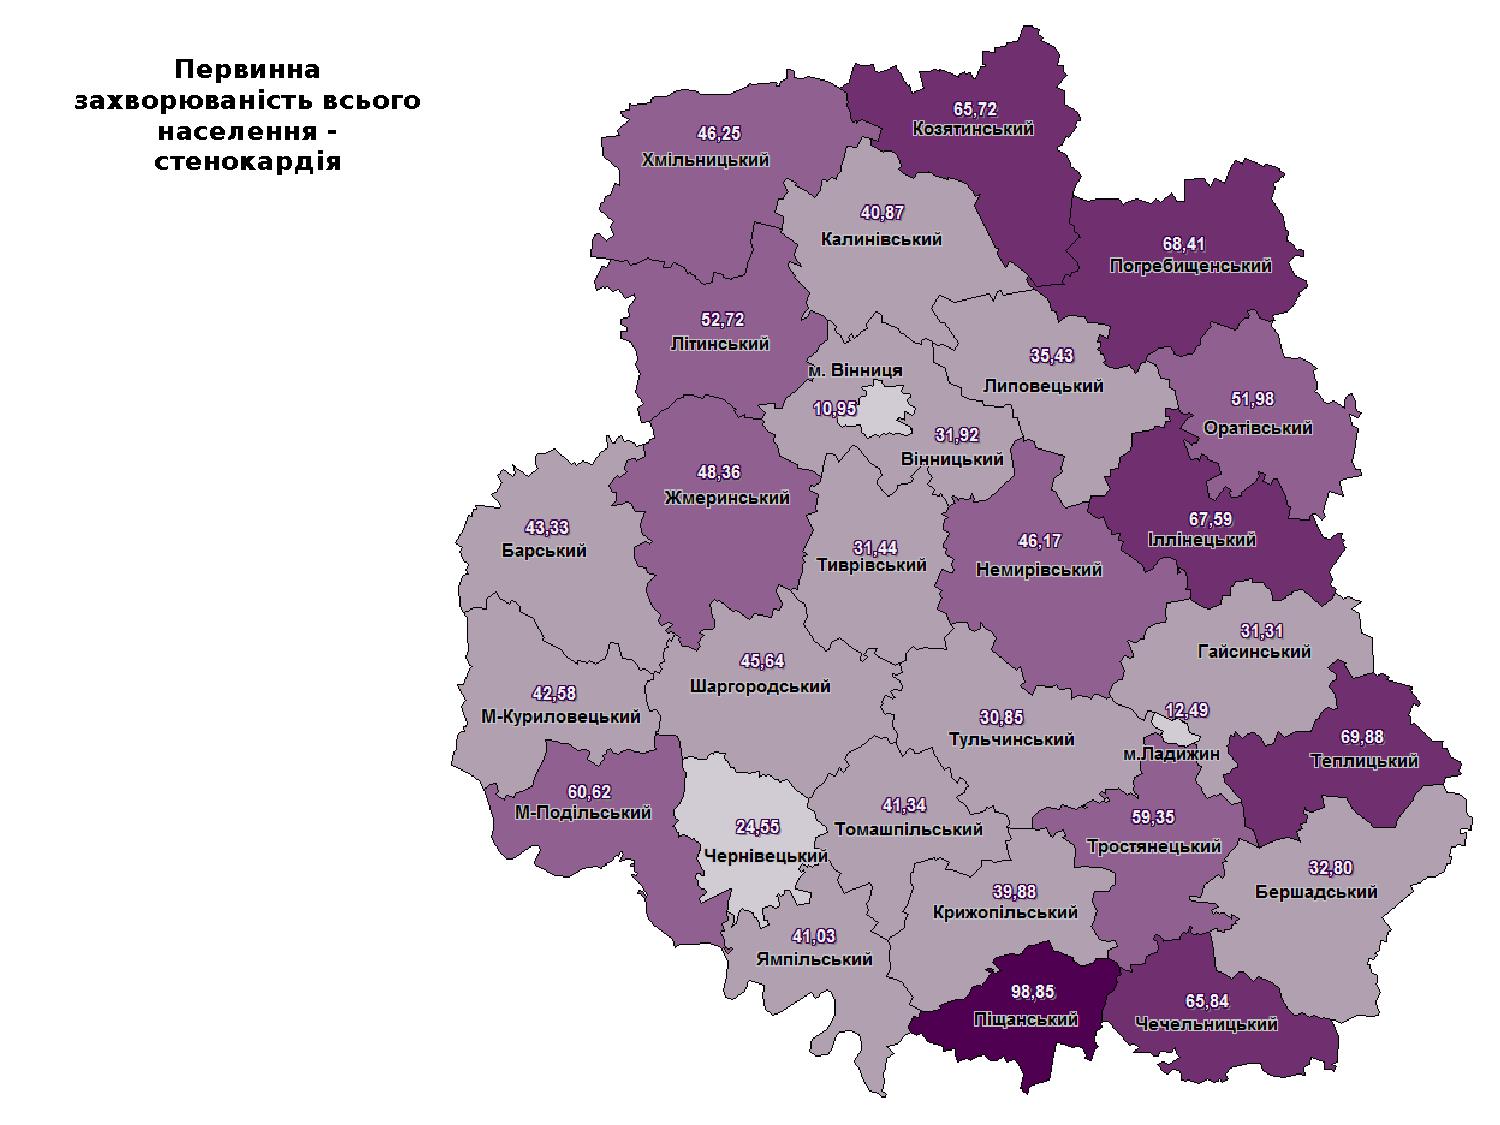 Первинна
захворюваність всього
населення -
стенокардія
65,72
Козятинський
46,25
Хмільницький
40,87
Калинівський
68,41
Погребищенський
52,72
Літинський
35,43
Липовецький
м. Вінниця
10,95
51,98
Оратівський
31,92
Вінницький
48,36
Жмеринський
43,33
Барський
31,44
Тиврівський
46,17
Немирівський
67,59
Іллінецький
31,31
Гайсинський
45,64
Шаргородський
42,58
М-Куриловецький
30,85
Тульчинський
12,49
м.Ладижин
69,88
Теплицький
60,62
М-Подільський
24,55
Чернівецький
41,34
Томашпільський
59,35
Тростянецький
32,80
Бершадський
39,88
Крижопільський
41,03
Ямпільський
98,85
Піщанський
65,84
Чечельницький